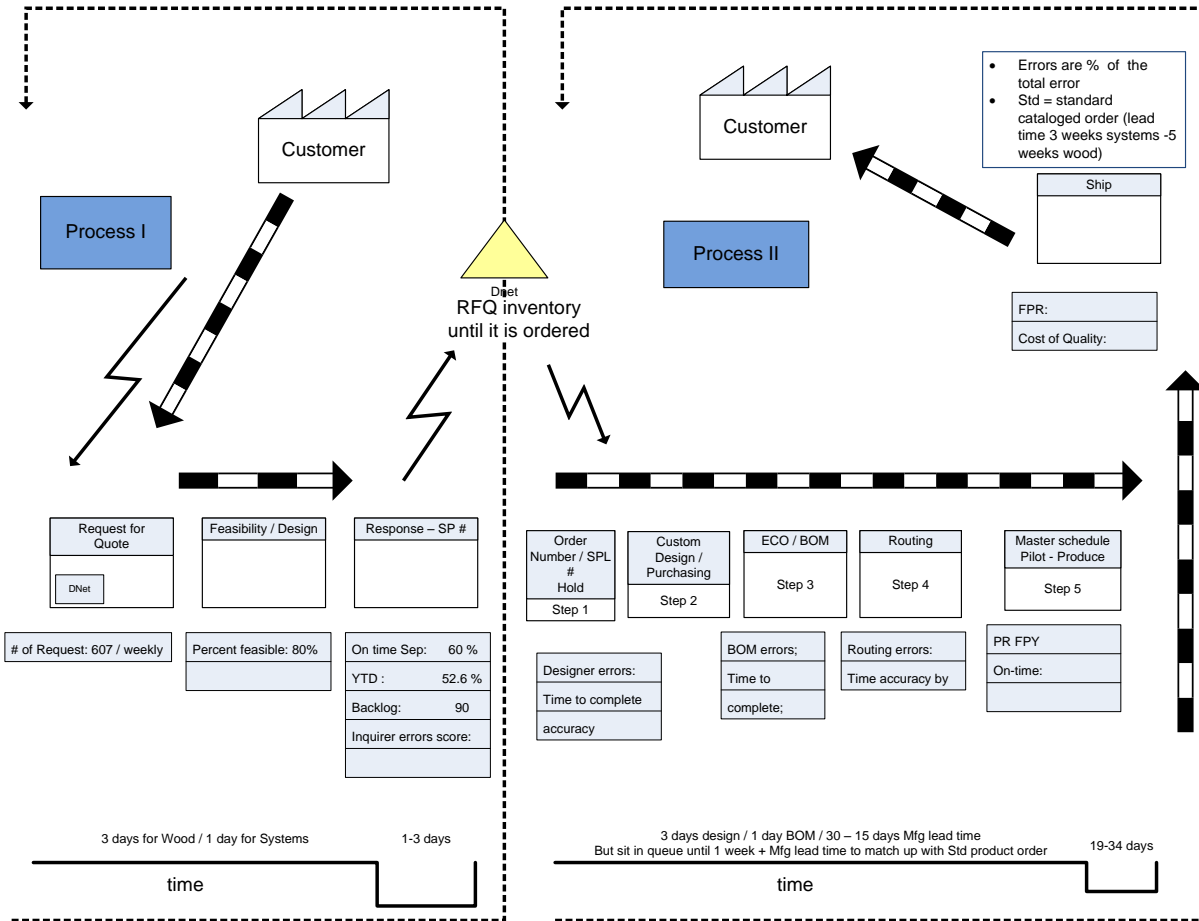 Customer
Process I
Dnet
RFQ inventory
until it is ordered
Request for
Quote
DNet
Feasibility / Design
Response – SP #
# of Request: 607 / weekly
Percent feasible: 80%
On time Sep: 60 %
YTD : 52.6 %
Backlog: 90
Inquirer errors score:
3 days for Wood / 1 day for Systems
1-3 days
time
Customer
• Errors are % of the
total error
• Std = standard
cataloged order (lead
time 3 weeks systems -5
weeks wood)
Ship
Process II
FPR:
Cost of Quality:
Order
Number / SPL
#
Hold
Step 1
Custom
Design /
Purchasing
Step 2
ECO / BOM
Step 3
Routing
Step 4
Master schedule
Pilot - Produce
Step 5
Designer errors:
Time to complete
accuracy
BOM errors;
Time to
complete;
Routing errors:
Time accuracy by
PR FPY
On-time:
3 days design / 1 day BOM / 30 – 15 days Mfg lead time
But sit in queue until 1 week + Mfg lead time to match up with Std product order
19-34 days
time